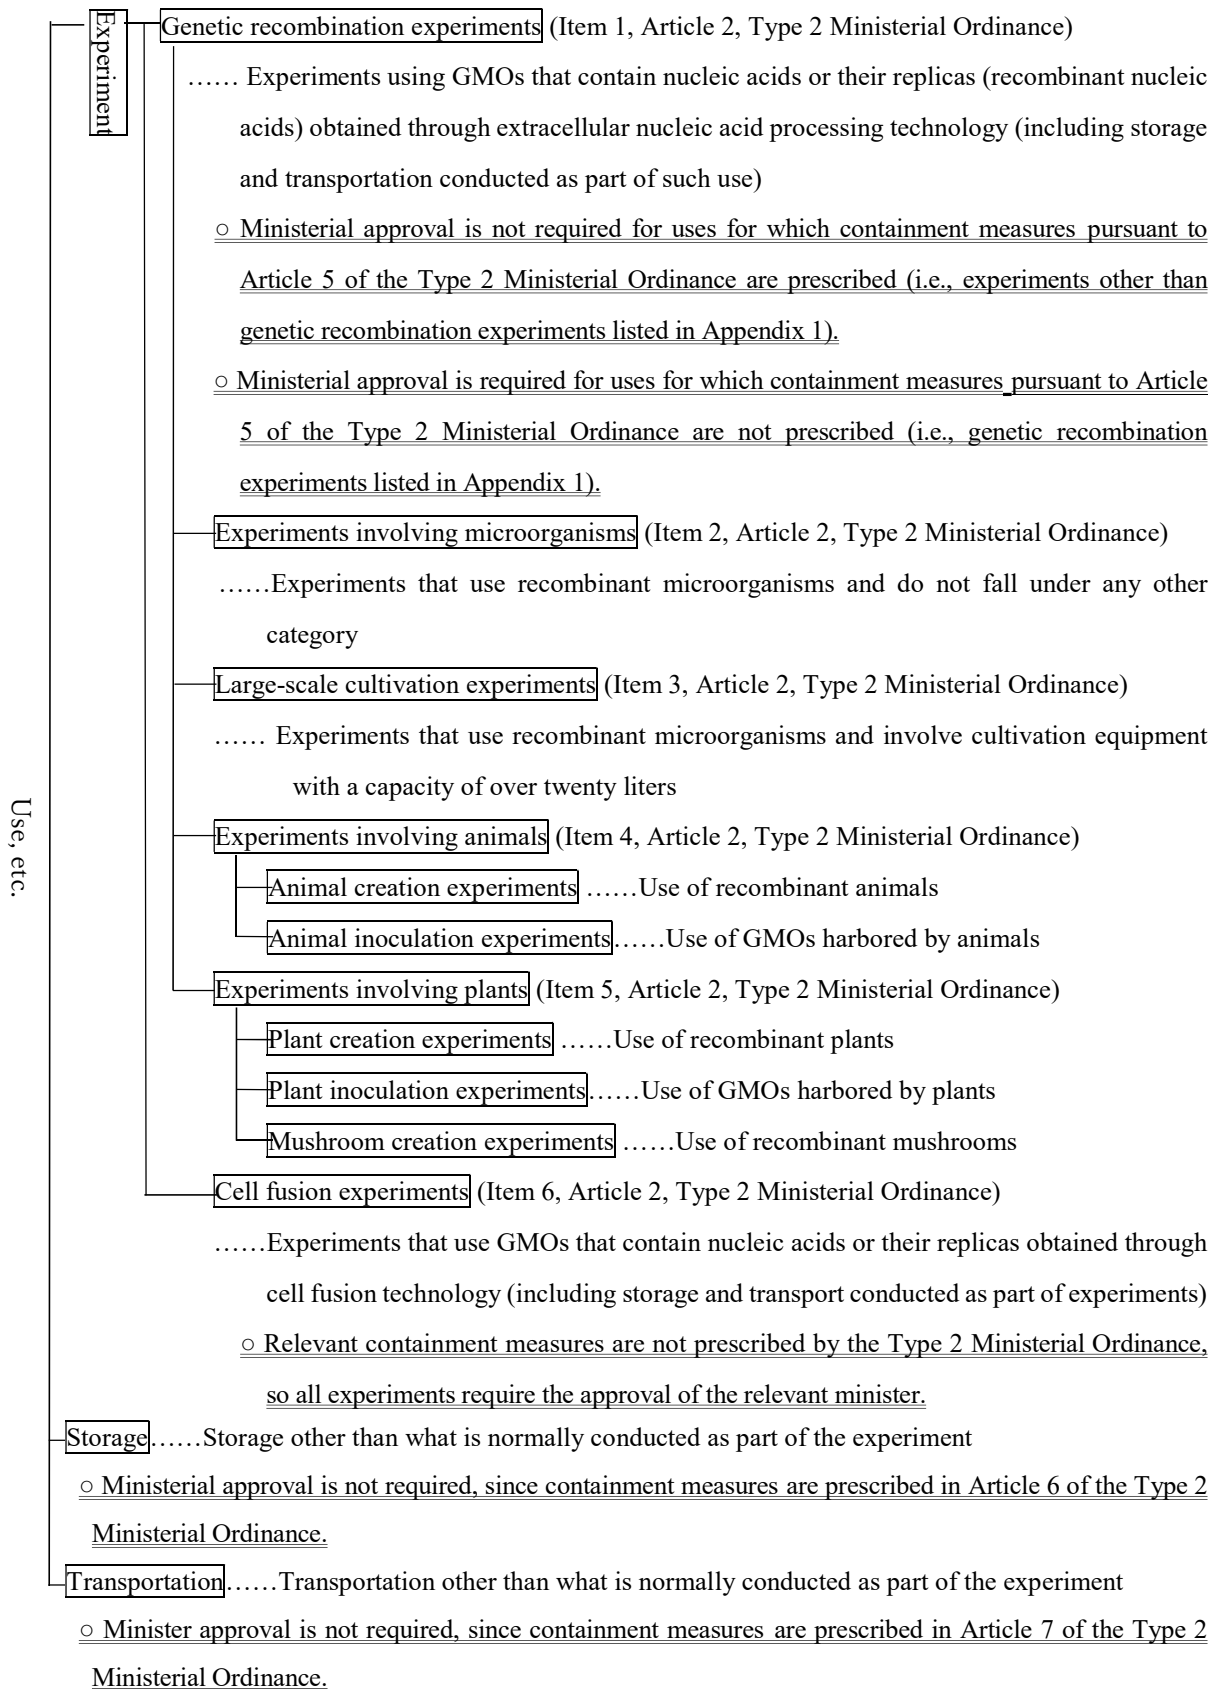 Experiment
Genetic recombination experiments (Item 1, Article 2, Type 2 Ministerial Ordinance)
…… Experiments using GMOs that contain nucleic acids or their replicas (recombinant nucleic
acids) obtained through extracellular nucleic acid processing technology (including storage
and transportation conducted as part of such use)
○ Ministerial approval is not required for uses for which containment measures pursuant to
Article 5 of the Type 2 Ministerial Ordinance are prescribed (i.e., experiments other than
genetic recombination experiments listed in Appendix 1).
○ Ministerial approval is required for uses for which containment measures pursuant to Article
5 of the Type 2 Ministerial Ordinance are not prescribed (i.e., genetic recombination
experiments listed in Appendix 1).
Experiments involving microorganisms (Item 2, Article 2, Type 2 Ministerial Ordinance)
……Experiments that use recombinant microorganisms and do not fall under any other
category
Large-scale cultivation experiments (Item 3, Article 2, Type 2 Ministerial Ordinance)
…… Experiments that use recombinant microorganisms and involve cultivation equipment
with a capacity of over twenty liters
Use, etc.
Experiments involving animals (Item 4, Article 2, Type 2 Ministerial Ordinance)
Animal creation experiments ……Use of recombinant animals
Animal inoculation experiments……Use of GMOs harbored by animals
Experiments involving plants (Item 5, Article 2, Type 2 Ministerial Ordinance)
Plant creation experiments ……Use of recombinant plants
Plant inoculation experiments……Use of GMOs harbored by plants
Mushroom creation experiments ……Use of recombinant mushrooms
Cell fusion experiments (Item 6, Article 2, Type 2 Ministerial Ordinance)
……Experiments that use GMOs that contain nucleic acids or their replicas obtained through
cell fusion technology (including storage and transport conducted as part of experiments)
○ Relevant containment measures are not prescribed by the Type 2 Ministerial Ordinance,
so all experiments require the approval of the relevant minister.
Storage……Storage other than what is normally conducted as part of the experiment
○ Ministerial approval is not required, since containment measures are prescribed in Article 6 of the Type 2
Ministerial Ordinance.
Transportation……Transportation other than what is normally conducted as part of the experiment
○ Minister approval is not required, since containment measures are prescribed in Article 7 of the Type 2
Ministerial Ordinance.